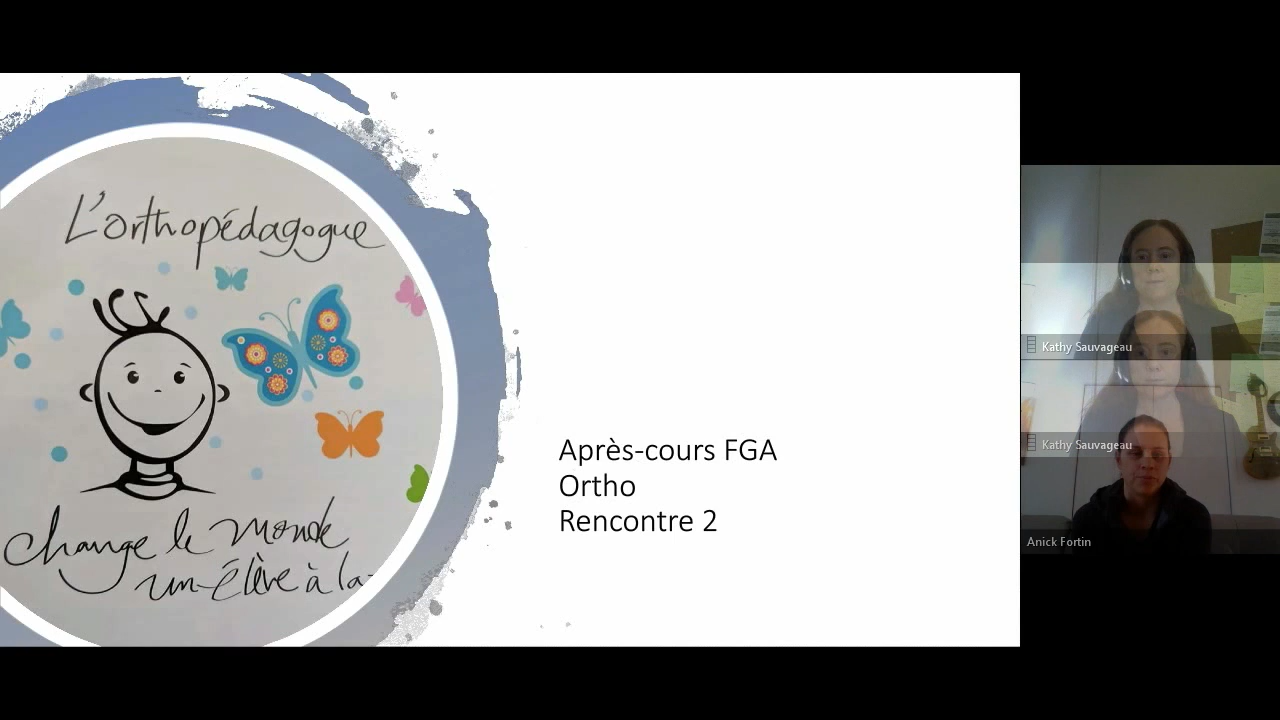 L'orthopédagogue
change le monde
un élève à la
Après-cours FGA
Ortho
Rencontre 2
Kathy Sauvageau
Kathy Sauvageau
Anick Fortin